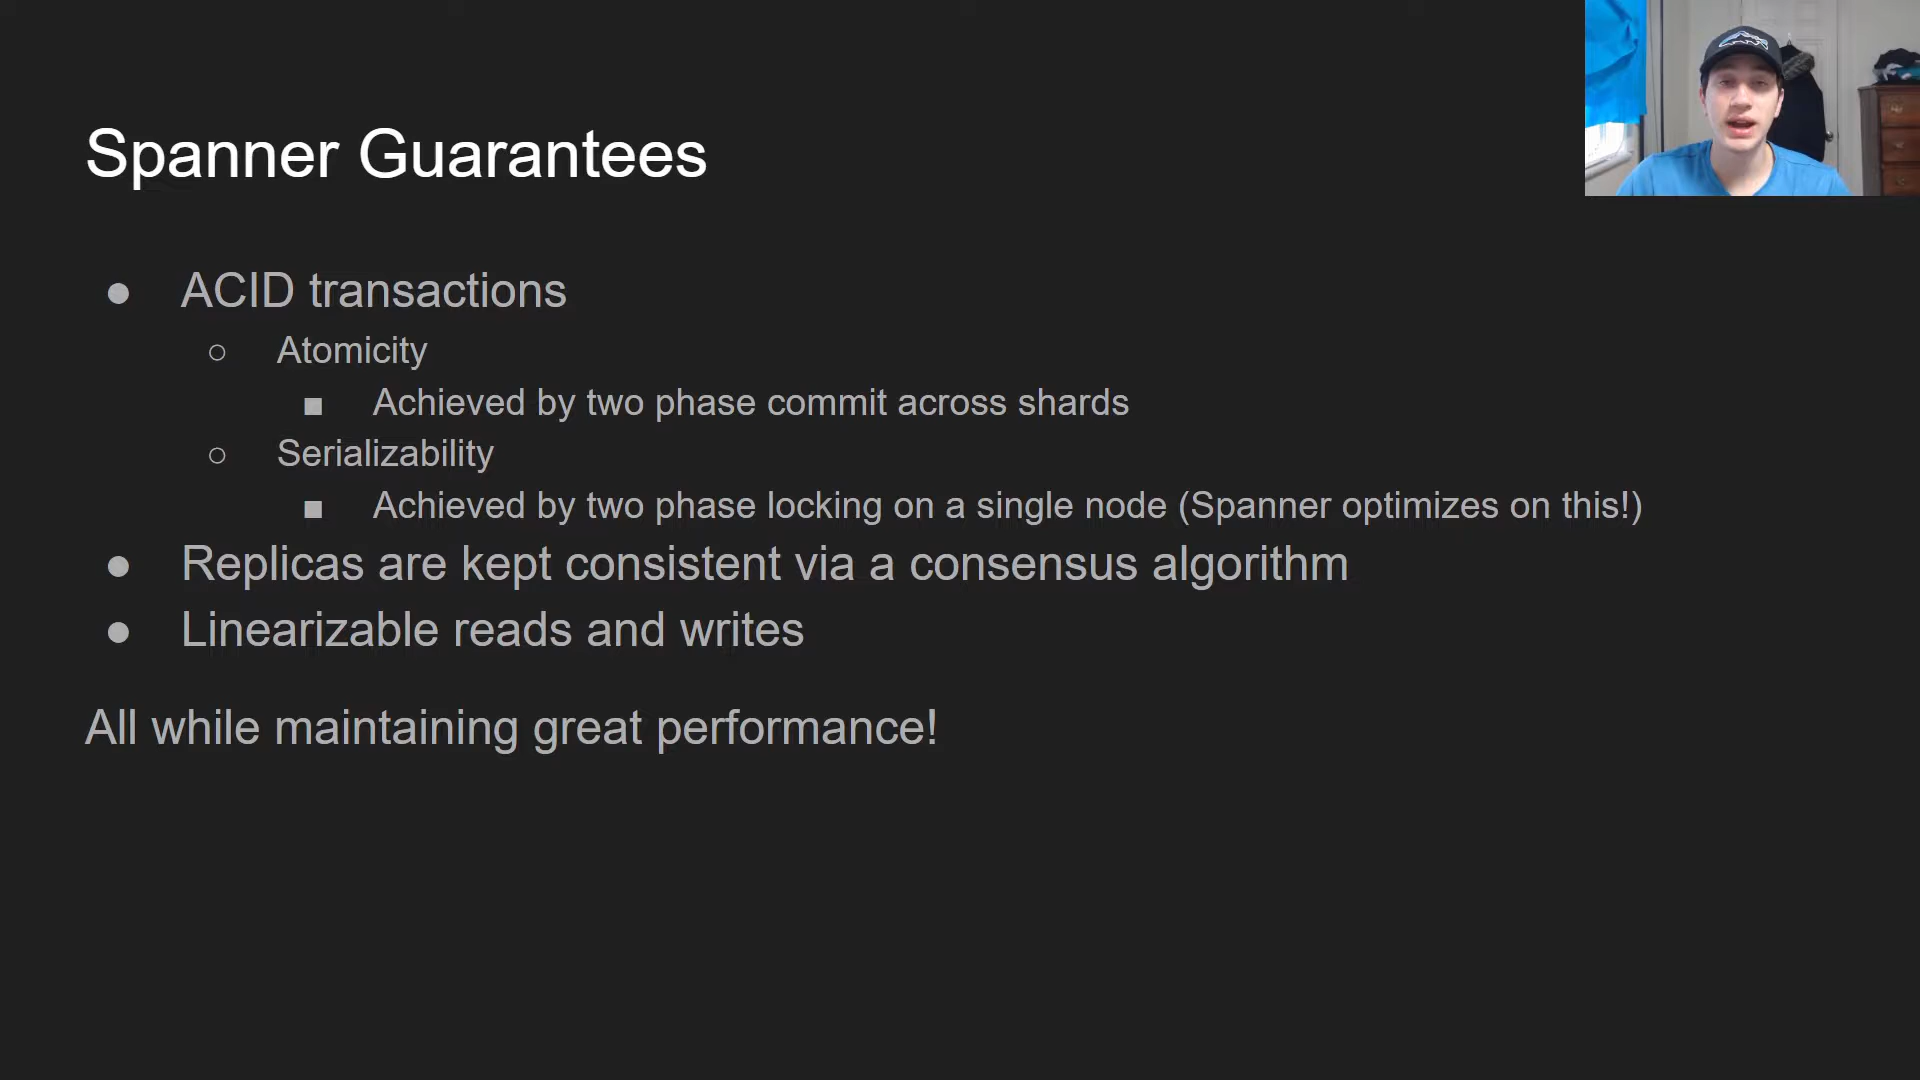 Spanner Guarantees
● ACID transactions
○ Atomicity
■ Achieved by two phase commit across shards
○ Serializability
■ Achieved by two phase locking on a single node (Spanner optimizes on this!)
● Replicas are kept consistent via a consensus algorithm
● Linearizable reads and writes
All while maintaining great performance!